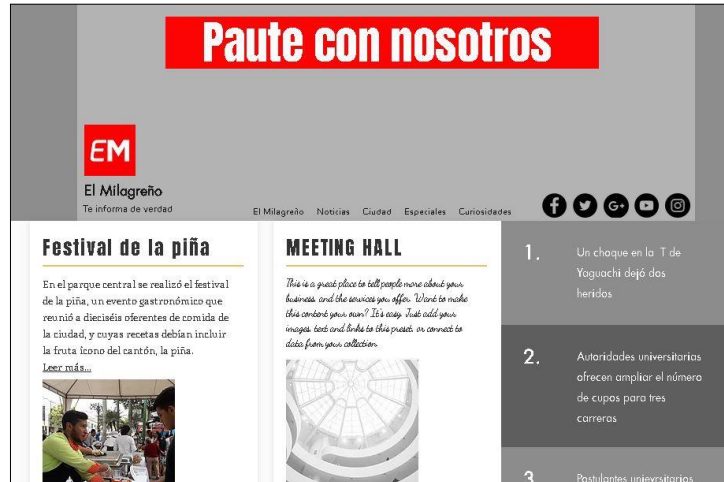 Paute con nosotros
EM
El Milagreño
Te informa de verdad
El Milagreño Noticias Ciudad Especiales Curiosidades
Festival de la piña
En el parque central se realizó el festival
de la piña, un evento gastronómico que
reunió a dieciséis oferentes de comida de
la ciudad, y cuyas recetas debían incluir
la fruta ícono del cantón, la piña.
Leer más...
MEETING HALL
This is a great place to tell people more about your
business and the services you offer. Want to make
this content your own? It's easy. Just add your
images, text and links to this preset, or connect to
data from your collection.
1. Un choque en la T de
Yaguachi dejó dos
heridos
2. Autoridades universitarias
ofrecen ampliar el número
de cupos para tres
carreras
3. Postulantes